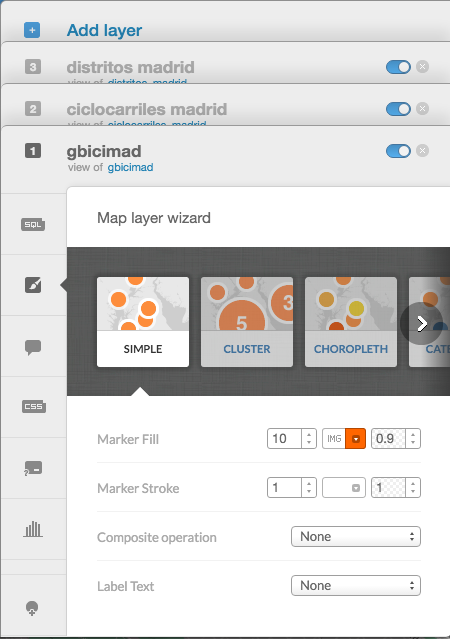 + Add layer
3 distritos madrid
view of distritos_madrid
2 ciclocarriles madrid
view of ciclocarriles_madrid
1 gbicimad
view of gbicimad
SQL
Map layer wizard
5 3
SIMPLE CLUSTER CHOROPLETH CATE
Marker Fill 10 IMG 0.9
CSS
Marker Stroke 1 1
?
Composite operation None
Label Text None